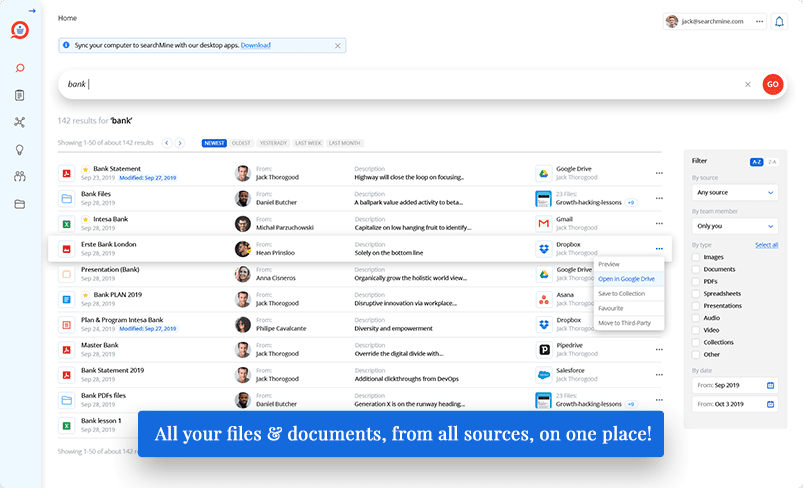 Home
jack@searchmine.com
Sync your computer to searchMine with our desktop apps. Download
bank
GO
142 results for 'bank'
Showing 1-50 of about 142 results
NEWEST OLDEST YESTERADY LAST WEEK LAST MONTH
Bank Statement
Sep 23, 2019 Modified: Sep 27, 2019
From:
Jack Thorogood
Description
Highway will close the loop on focusing..
Google Drive
Jack Thorogood
Bank Files
Sep 28, 2019
From:
Daniel Butcher
Description
A ballpark value added activity to beta...
23 Files:
Growth-hacking-lessons +9
Intesa Bank
Sep 28, 2019
From:
Michał Parzuchowski
Description
Capitalize on low hanging fruit to identify...
Gmail
Jack Thorogood
Erste Bank London
Sep 28, 2019
From:
Hean Prinsloo
Description
Solely on the bottom line
Dropbox
Jack Thorogood
Presentation (Bank)
Sep 28, 2019
From:
Anna Cisneros
Description
Organically grow the holistic world view...
Google Drive
Jack Thorogood
Bank PLAN 2019
Sep 28, 2019
From:
Jack Thorogood
Description
Disruptive innovation via workplace...
Asana
Jack Thorogood
Plan & Program Intesa Bank
Sep 24, 2019 Modified: Sep 27, 2019
From:
Philipe Cavalcante
Description
Diversity and empowerment
Dropbox
Jack Thorogood
Master Bank
Sep 28, 2019
From:
Jack Thorogood
Description
Override the digital divide with...
Pipedrive
Jack Thorogood
Bank Statement 2019
Sep 28, 2019
From:
Jack Thorogood
Description
Additional clickthroughs from DevOps
Salesforce
Jack Thorogood
Bank PDFs files
Sep 28, 2019
From:
Daniel Butcher
Description
Generation X is on the runway heading...
23 Files:
Growth-hacking-lessons +9
Bank lesson 1
Sep 28, 2019
Showing 1-50 of about 142
Preview
Open in Google Drive
Save to Collection
Favourite
Move to Third-Party
Filter A-Z Z-A
By source
Any source
By team member
Only you
By type Select all
Images
Documents
PDFs
Spreadsheets
Presentations
Audio
Video
Collections
Other
By date
From: Sep 2019
From: Oct 3 2019
All your files & documents, from all sources, on one place!